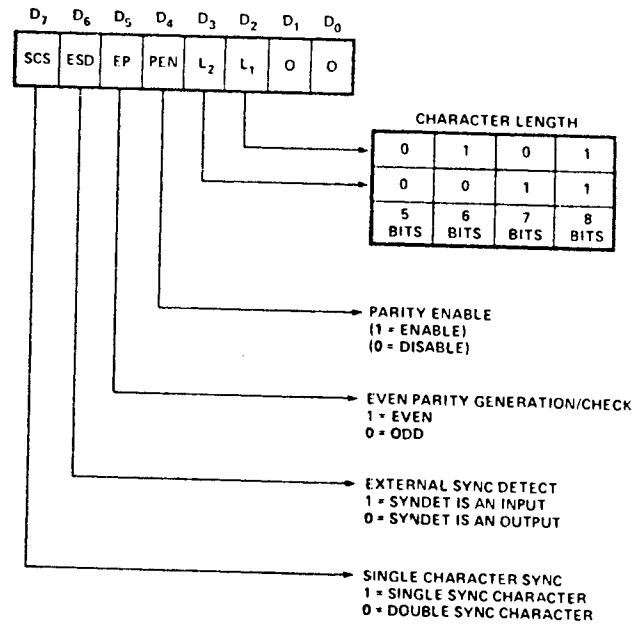 D7 D6 D5 D4 D3 D2 D1 D0
SCS ESD EP PEN L2 L1 0 0
CHARACTER LENGTH
0 1 0 1
0 0 1 1
5 BITS 6 BITS 7 BITS 8 BITS
PARITY ENABLE
(1 = ENABLE)
(0 = DISABLE)
EVEN PARITY GENERATION/CHECK
1 = EVEN
0 = ODD
EXTERNAL SYNC DETECT
1 = SYNDET IS AN INPUT
0 = SYNDET IS AN OUTPUT
SINGLE CHARACTER SYNC
1 = SINGLE SYNC CHARACTER
0 = DOUBLE SYNC CHARACTER